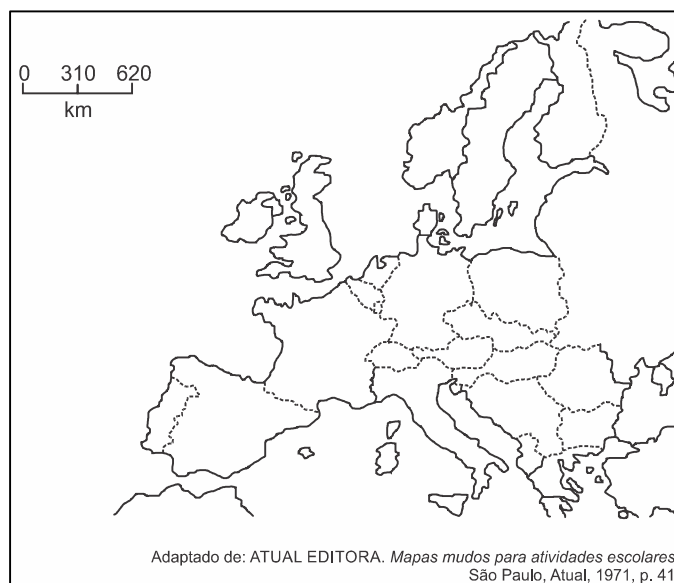 0 310 620
km
Adaptado de: ATUAL EDITORA. Mapas mudos para atividades escolares
São Paulo, Atual, 1971, p. 41